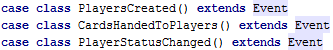 case class PlayersCreated() extends Event
case class CardsHandedToPlayers() extends Event
case class PlayerStatusChanged() extends Event